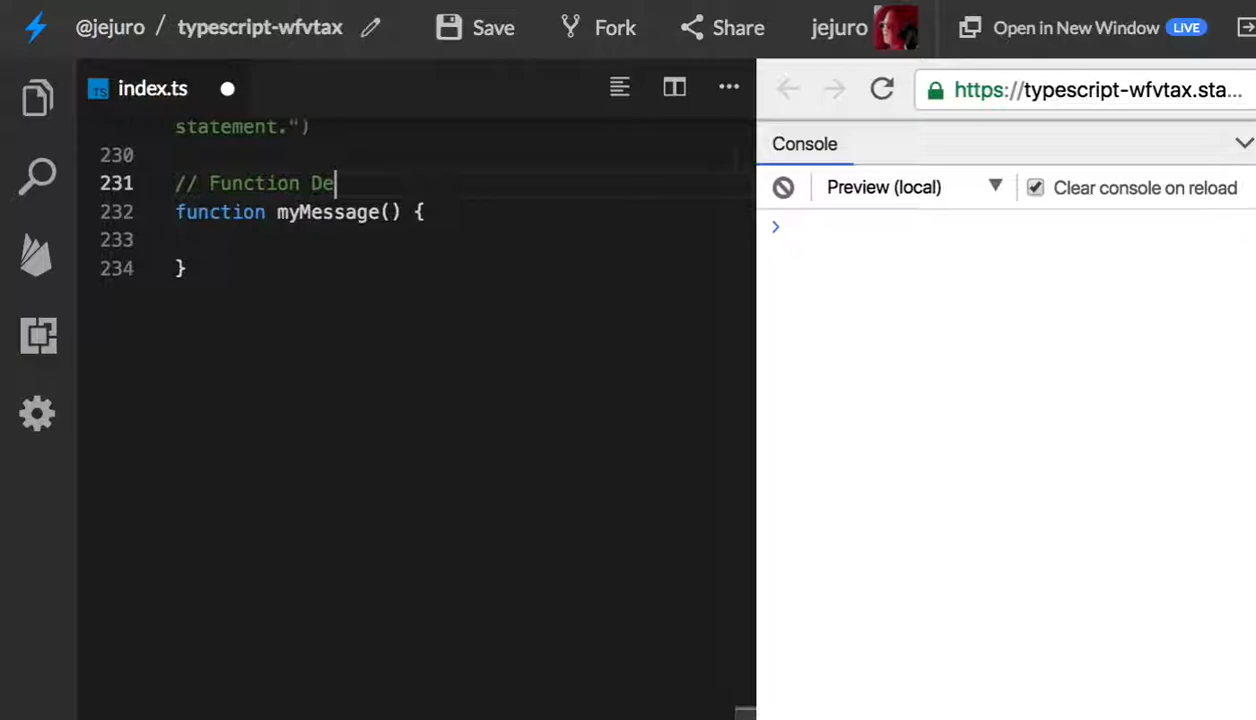 @jejuro / typescript-wfvtax Save Fork Share jejuro Open in New Window LIVE
TS index.ts
https://typescript-wfvtax.sta...
statement.")
Console
230
231 // Function De
Preview (local) Clear console on reload
232 function myMessage() {
>
233
234 }